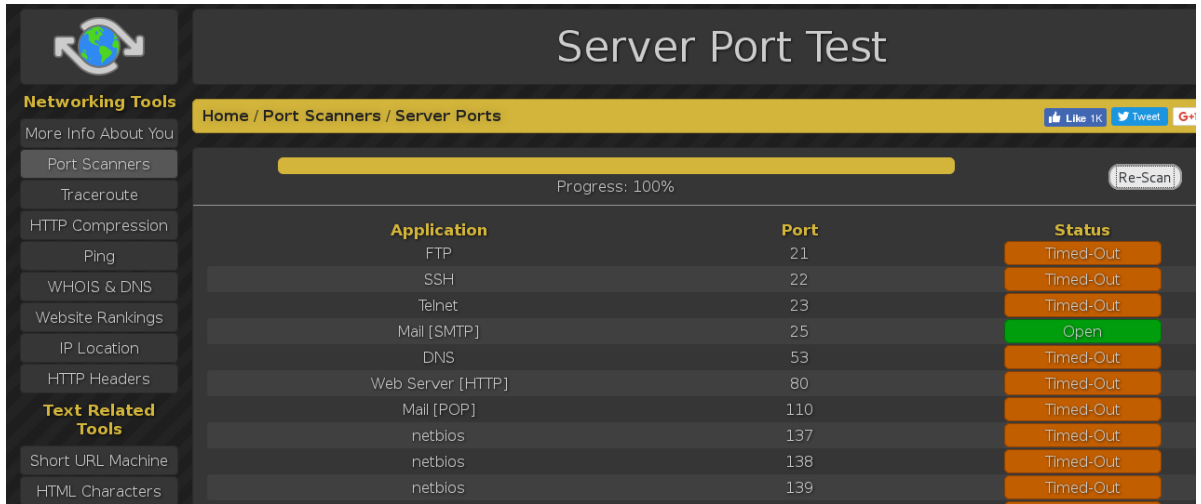 Server Port Test
Networking Tools
More Info About You
Port Scanners
Traceroute
HTTP Compression
Ping
WHOIS & DNS
Website Rankings
IP Location
HTTP Headers
Text Related
Tools
Short URL Machine
HTML Characters
Home / Port Scanners / Server Ports
Like 1K
Tweet
Progress: 100%
Re-Scan
Application Port Status
FTP 21 Timed-Out
SSH 22 Timed-Out
Telnet 23 Timed-Out
Mail [SMTP] 25 Open
DNS 53 Timed-Out
Web Server [HTTP] 80 Timed-Out
Mail [POP] 110 Timed-Out
netbios 137 Timed-Out
netbios 138 Timed-Out
netbios 139 Timed-Out